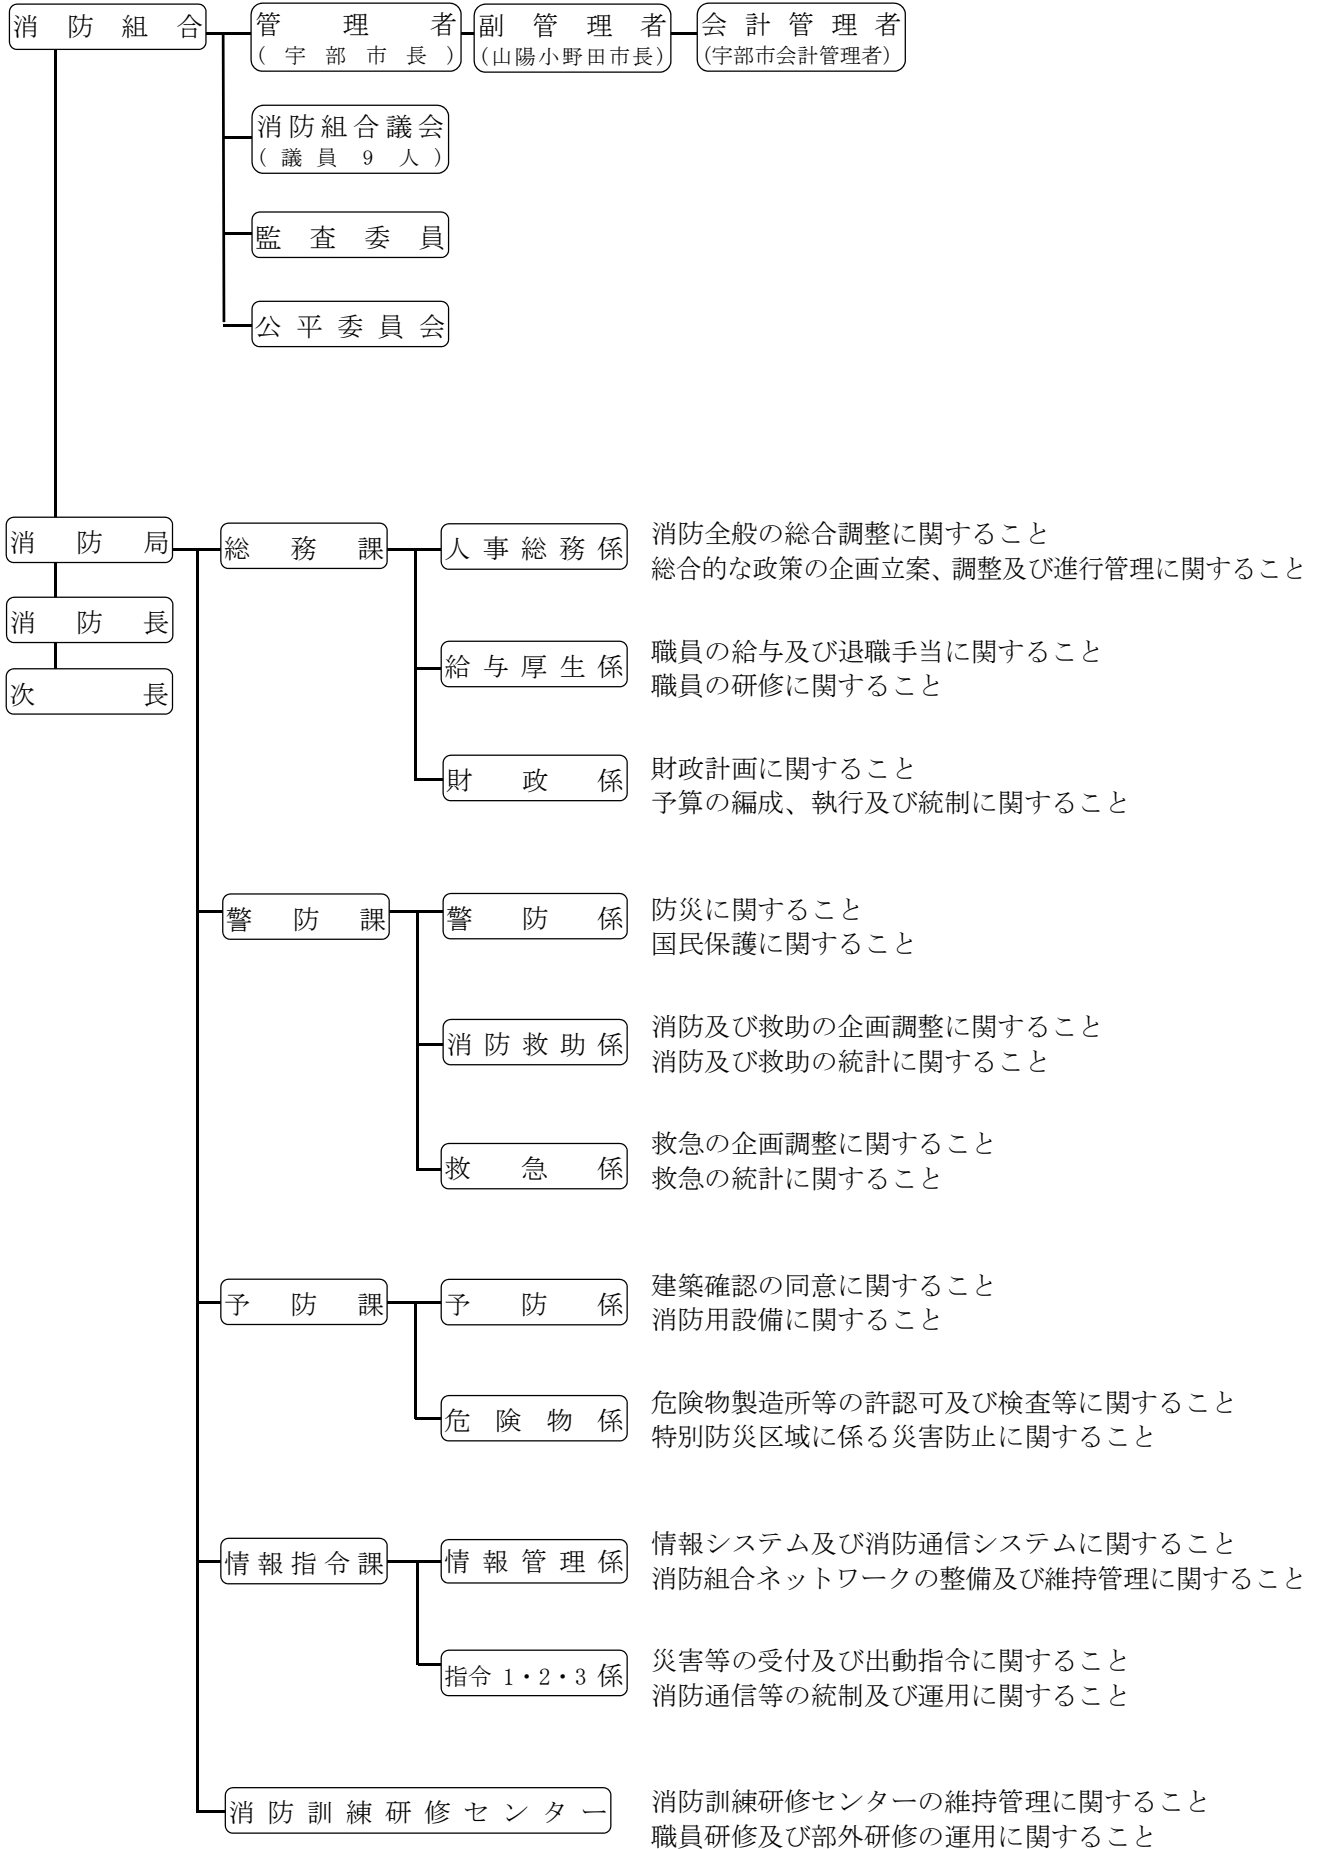 消防組合
管理者
(宇部市長)
副管理者
(山陽小野田市長)
会計管理者
(宇部市会計管理者)
消防組合議会
(議員9人)
監査委員
公平委員会
消防局
消防長
次長
総務課
人事総務係
消防全般の総合調整に関すること
総合的な政策の企画立案、調整及び進行管理に関すること
給与厚生係
職員の給与及び退職手当に関すること
職員の研修に関すること
財政係
財政計画に関すること
予算の編成、執行及び統制に関すること
警防課
警防係
防災に関すること
国民保護に関すること
消防救助係
消防及び救助の企画調整に関すること
消防及び救助の統計に関すること
救急係
救急の企画調整に関すること
救急の統計に関すること
予防課
予防係
建築確認の同意に関すること
消防用設備に関すること
危険物係
危険物製造所等の許認可及び検査等に関すること
特別防災区域に係る災害防止に関すること
情報指令課
情報管理係
情報システム及び消防通信システムに関すること
消防組合ネットワークの整備及び維持管理に関すること
指令1・2・3係
災害等の受付及び出動指令に関すること
消防通信等の統制及び運用に関すること
消防訓練研修センター
消防訓練研修センターの維持管理に関すること
職員研修及び部外研修の運用に関すること